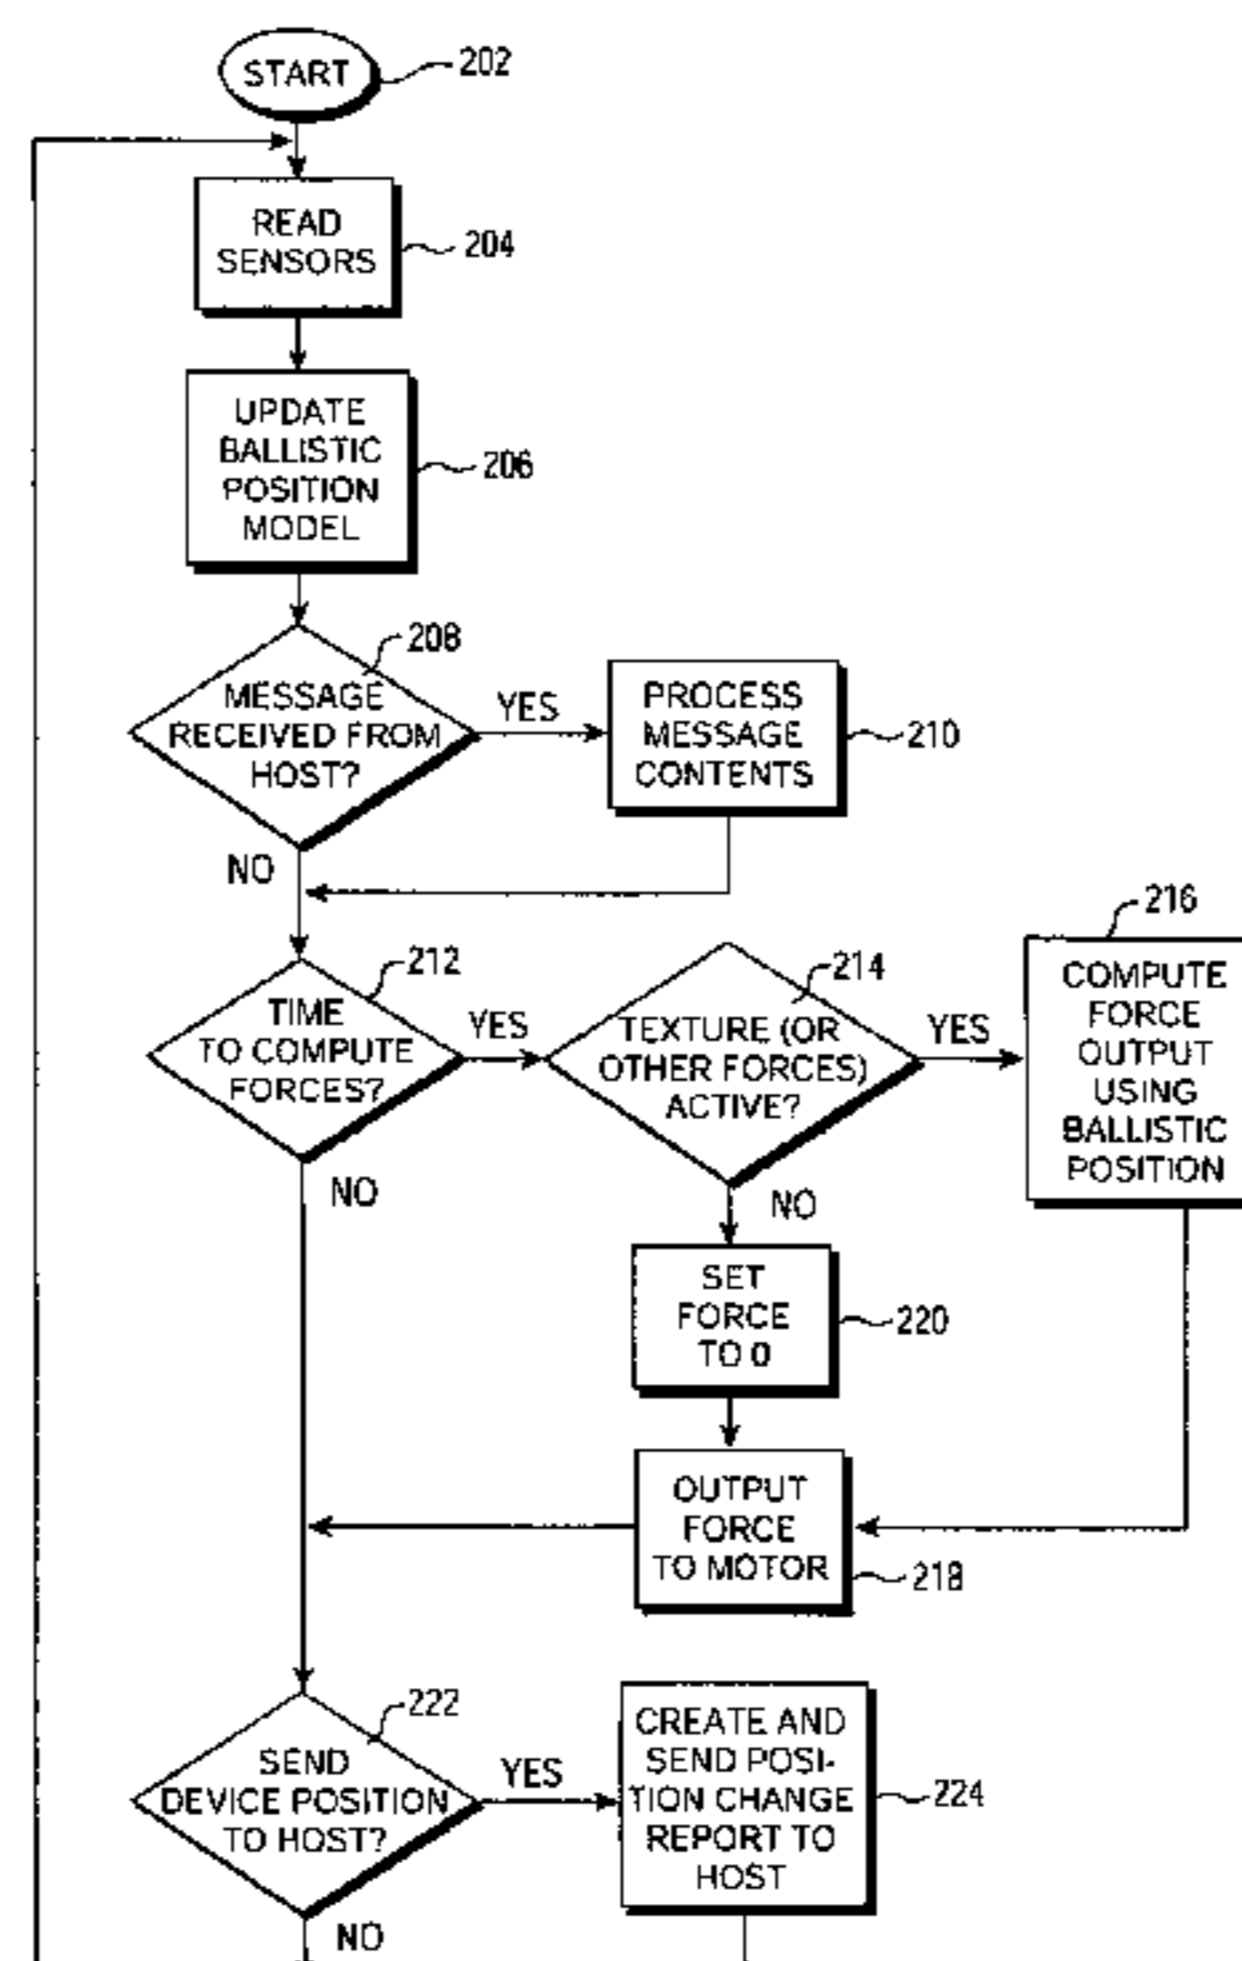 START
202
READ
SENSORS
204
UPDATE
BALLISTIC
POSITION
MODEL
206
208
MESSAGE
RECEIVED FROM
HOST?
YES
NO
PROCESS
MESSAGE
CONTENTS
210
212
TIME
TO COMPUTE
FORCES?
YES
NO
214
TEXTURE (OR
OTHER FORCES)
ACTIVE?
YES
NO
216
COMPUTE
FORCE
OUTPUT
USING
BALLISTIC
POSITION
SET
FORCE
TO 0
220
OUTPUT
FORCE
TO MOTOR
218
222
SEND
DEVICE POSITION
TO HOST?
YES
NO
CREATE AND
SEND POSI-
TION CHANGE
REPORT TO
HOST
224